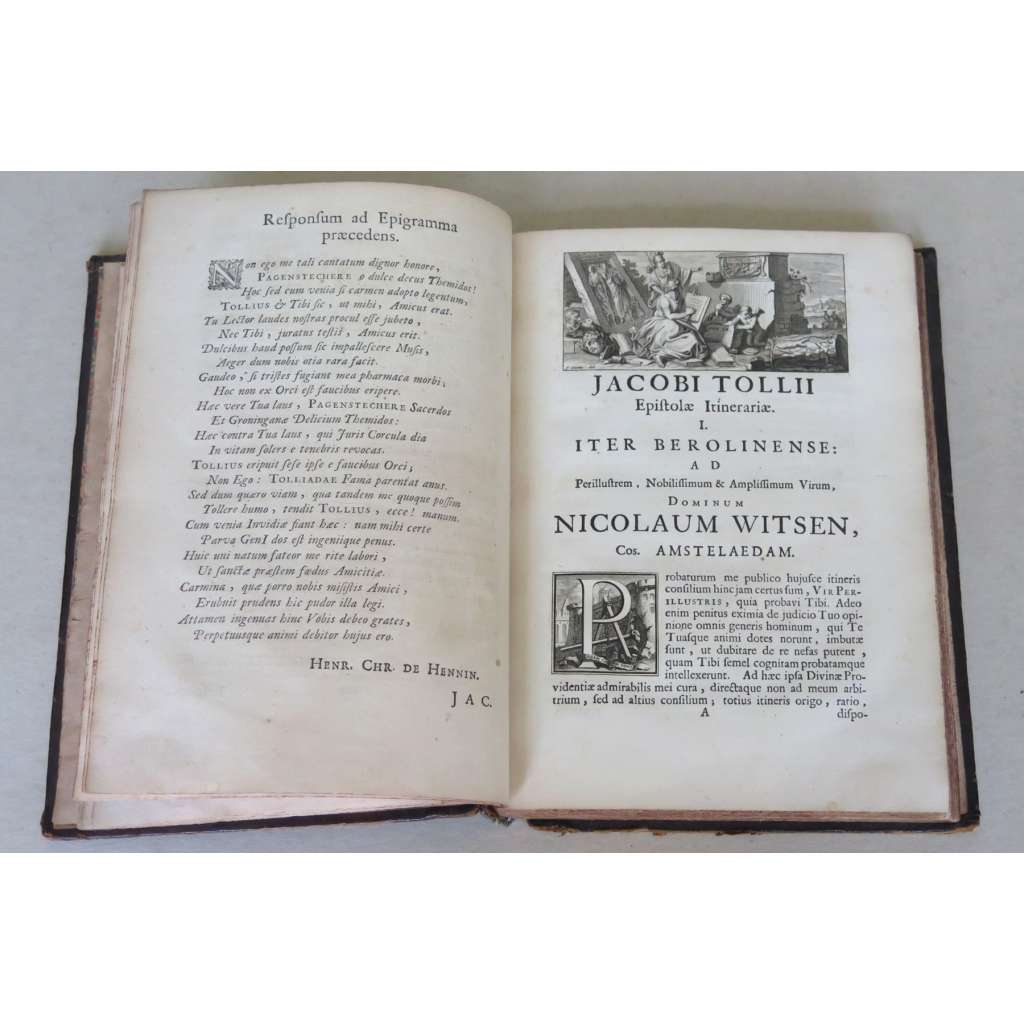 Reſponſum ad Epigramma
præcedens.
Non ego me tali cantatum dignor honore,
PAGENSTECHERE o dulce decus Themidos!
Hoc ſed cum venia ſi carmen adopto legentum,
TOLLIUS & Tibi ſic, ut mihi, Amicus erat.
Tu Lector laudes noſtras procul eſſe jubeto,
Nec Tibi, juratus teſtis, Amicus erit.
Dulcibus haud poſſum ſic impalleſcere Muſis,
Aeger dum nobis otia rara facit.
Gaudeo, ſi triſtes fugiant mea pharmaca morbi;
Hoc non ex Orci eſt faucibus eripere.
Hæc vere Tua laus, PAGENSTECHERE Sacerdos
Et Groninganæ Delicium Themidos:
Hæc contra Tua laus, qui Juris Corcula dia
In vitam ſolers e tenebris revocas.
TOLLIUS eripuit ſeſe ipſe e faucibus Orci;
Non Ego: TOLLIADAE Fama parentat anus.
Sed dum quæro viam, qua tandem me quoque poſſem
Tollere humo, tendit TOLLIUS, ecce! manum.
Cum venia Invidiæ fiant hæc: nam mihi certe
Parva GenI dos eſt ingeniique penus.
Huic uni natum fateor me rite labori,
Ut ſanctæ præſtem fædus Amicitiæ.
Carmina, quæ porro nobis miſiſtis Amici,
Erubuit prudens hic pudor illa legi.
Attamen ingenuas hinc Vobis debeo grates,
Perpetuusque animi debitor hujus ero.
HENR. CHR. DE HENNIN.
JAC.
JACOBI TOLLII
Epiſtolæ Itinerariæ.
I.
ITER BEROLINENSE:
AD
Perilluſtrem, Nobiliſſimum & Ampliſſimum Virum,
DOMINUM
NICOLAUM WITSEN,
Cos. AMSTELAEDAM.
Probaturum me publico hujuſce itineris
conſilium hinc jam certus ſum, VIR PER-
ILLUSTRIS, quia probavi Tibi. Adeo
enim penitus eximia de judicio Tuo opi-
nione omnis generis hominum, qui Te
Tuaſque animi dotes norunt, imbutæ
ſunt, ut dubitare de re nefas putent,
quam Tibi ſemel cognitam probatamque
intellexerunt. Ad hæc ipſa Divinæ Pro-
videntiæ admirabilis mei cura, directaque non ad meum arbi-
trium, ſed ad altius conſilium; totius itineris origo, ratio,
A diſpo-